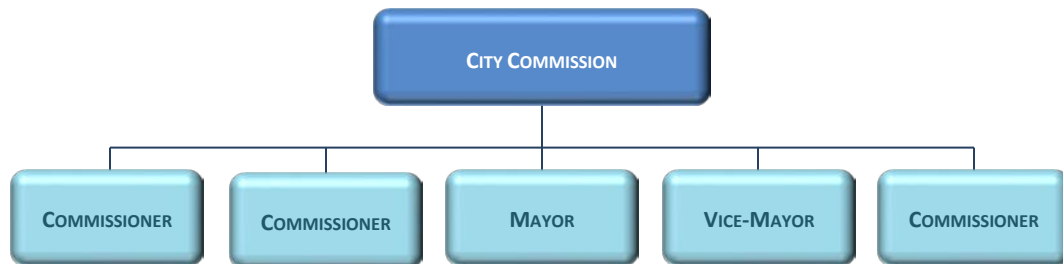 CITY COMMISSION
COMMISSIONER
COMMISSIONER
MAYOR
VICE-MAYOR
COMMISSIONER